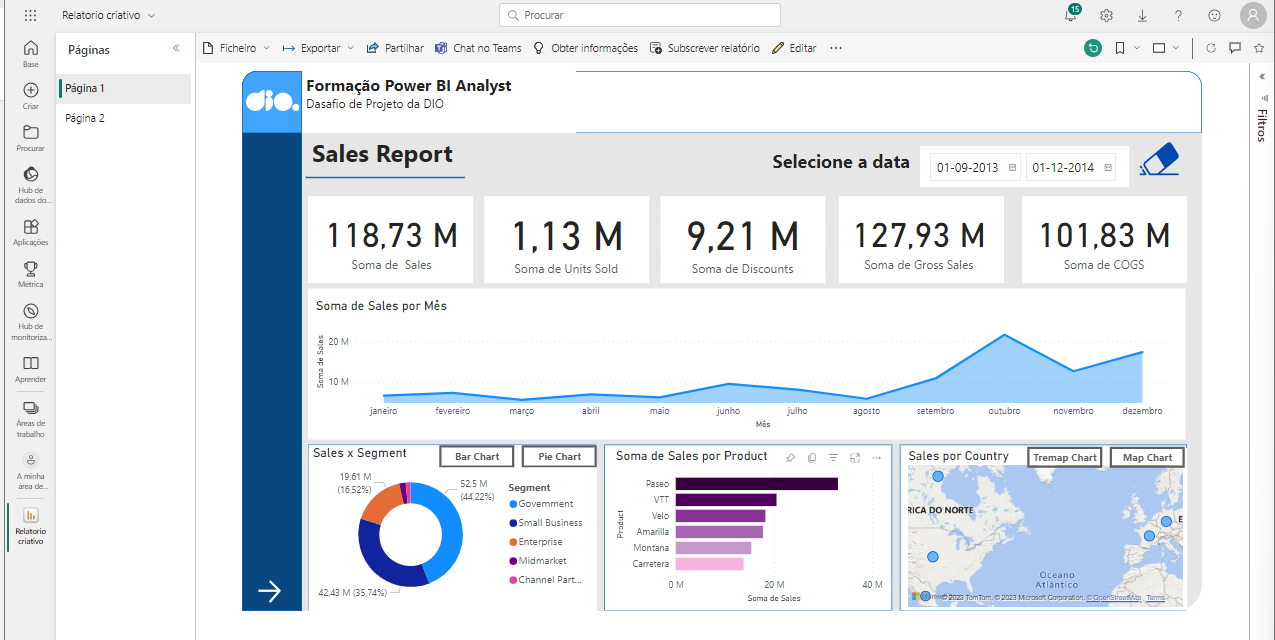 Relatorio criativo
Procurar
15
Base
Criar
Procurar
Hub de
dados do...
Aplicações
Métrica
Hub de
monitoriza...
Aprender
Áreas de
trabalho
A minha
área de...
Relatorio
criativo
Páginas
Página 1
Página 2
Ficheiro
Exportar
Partilhar
Chat no Teams
Obter informações
Subscrever relatório
Editar
Filtros
dio.
Formação Power BI Analyst
Dasafio de Projeto da DIO
Sales Report
Selecione a data
01-09-2013
01-12-2014
118,73 M
Soma de Sales
1,13 M
Soma de Units Sold
9,21 M
Soma de Discounts
127,93 M
Soma de Gross Sales
101,83 M
Soma de COGS
Soma de Sales por Mês
Soma de Sales
20 M
10 M
janeiro fevereiro março abril maio junho julho agosto setembro outubro novembro dezembro
Mês
Sales x Segment
Bar Chart
Pie Chart
19,61 M
(16,52%)
52.5 M
(44,22%)
42,43 M (35,74%)
Segment
Government
Small Business
Enterprise
Midmarket
Channel Part...
Soma de Sales por Product
Product
Paseo
VTT
Velo
Amarilla
Montana
Carretera
0 M 20 M 40 M
Soma de Sales
Sales por Country
Tremap Chart
Map Chart
RICA DO NORTE
E
Oceano
Atlântico
© 2023 TomTom, © 2023 Microsoft Corporation, © OpenStreetMap Terms